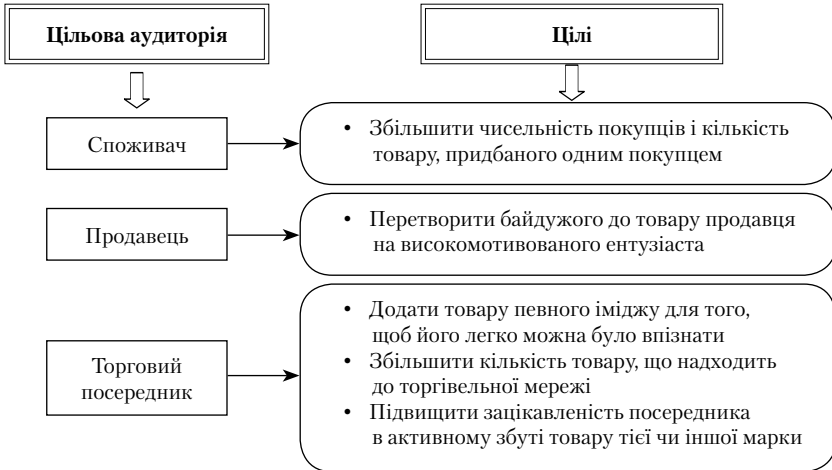 Цільова аудиторія
Цілі
Споживач
• Збільшити чисельність покупців і кількість
товару, придбаного одним покупцем
Продавець
• Перетворити байдужого до товару продавця
на високомотивованого ентузіаста
Торговий
посередник
• Додати товару певного іміджу для того,
щоб його легко можна було впізнати
• Збільшити кількість товару, що надходить
до торгівельної мережі
• Підвищити зацікавленість посередника
в активному збуті товару тієї чи іншої марки